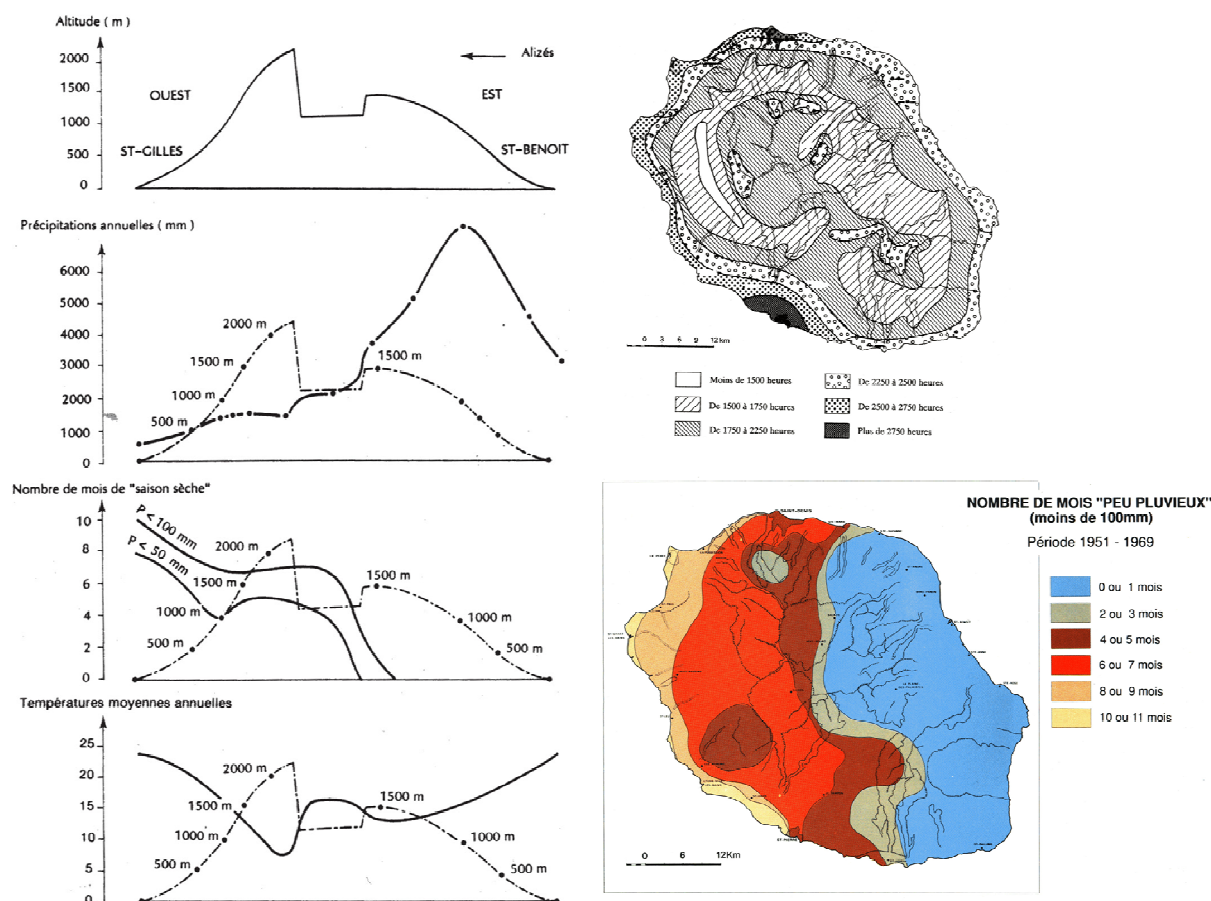 Altitude ( m )
2000
1500
1000
500
0
Alizés
OUEST
EST
ST-GILLES
ST-BENOIT
Précipitations annuelles ( mm )
6000
5000
4000
3000
2000
1000
0
2000 m
1500 m
1000 m
500 m
1500 m
Nombre de mois de "saison sèche"
10
8
6
4
2
0
P < 100 mm
P < 50 mm
2000 m
1500 m
1000 m
500 m
1500 m
1000 m
500 m
Températures moyennes annuelles
25
20
15
10
5
0
2000 m
1500 m
1000 m
500 m
1500 m
1000 m
500 m
0 3 6 9 12km
Moins de 1500 heures
De 1500 à 1750 heures
De 1750 à 2250 heures
De 2250 à 2500 heures
De 2500 à 2750 heures
Plus de 2750 heures
NOMBRE DE MOIS "PEU PLUVIEUX"
(moins de 100mm)
Période 1951 - 1969
0 ou 1 mois
2 ou 3 mois
4 ou 5 mois
6 ou 7 mois
8 ou 9 mois
10 ou 11 mois
0 6 12Km